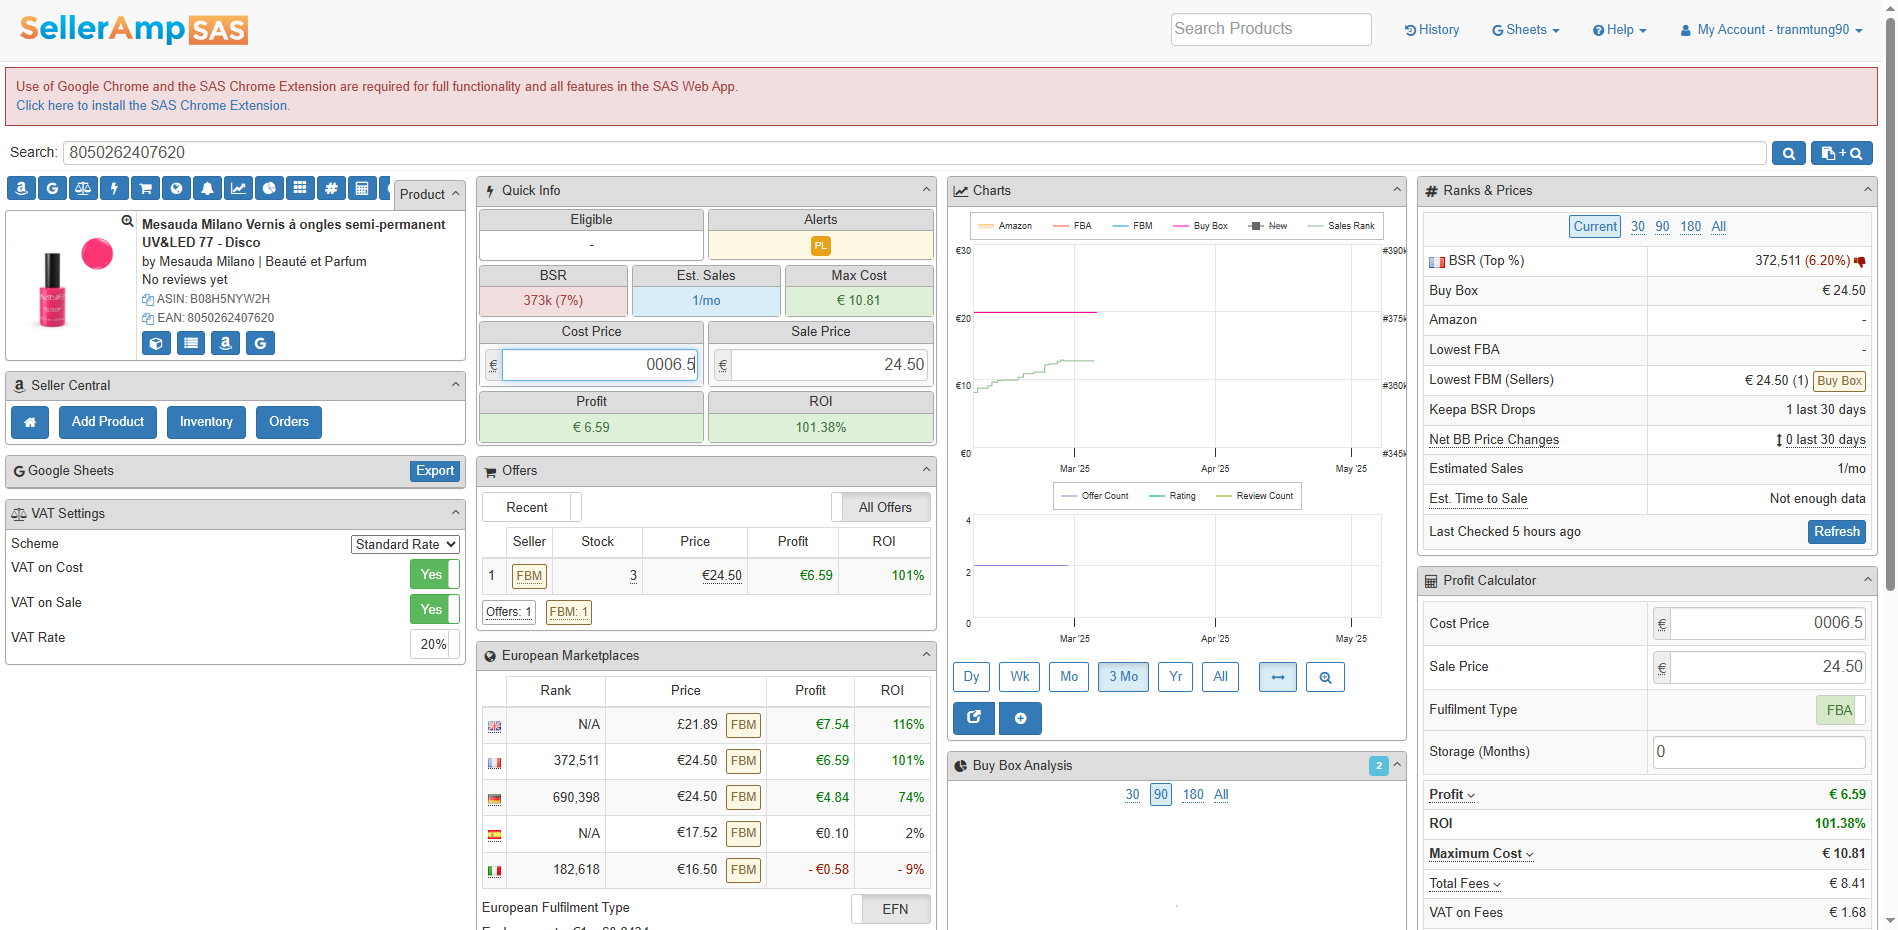 SellerAmp SAS
Search Products
History
Sheets
Help
My Account - tranmtung90
Use of Google Chrome and the SAS Chrome Extension are required for full functionality and all features in the SAS Web App.
Click here to install the SAS Chrome Extension.
Search:
8050262407620
Product
Mesauda Milano Vernis à ongles semi-permanent
UV&LED 77 - Disco
by Mesauda Milano | Beauté et Parfum
No reviews yet
ASIN: B08H5NYW2H
EAN: 8050262407620
Seller Central
Add Product
Inventory
Orders
Google Sheets
Export
VAT Settings
Scheme
Standard Rate
VAT on Cost
Yes
VAT on Sale
Yes
VAT Rate
20%
Quick Info
Eligible
Alerts
-
PL
BSR
Est. Sales
Max Cost
373k (7%)
1/mo
€ 10.81
Cost Price
Sale Price
€
0006.5
€
24.50
Profit
ROI
€ 6.59
101.38%
Offers
Recent
All Offers
Seller Stock Price Profit ROI
1 FBM 3 €24.50 €6.59 101%
Offers: 1
FBM: 1
European Marketplaces
Rank Price Profit ROI
N/A £21.89 FBM €7.54 116%
372,511 €24.50 FBM €6.59 101%
690,398 €24.50 FBM €4.84 74%
N/A €17.52 FBM €0.10 2%
182,618 €16.50 FBM - €0.58 - 9%
European Fulfilment Type
EFN
Charts
Amazon FBA FBM Buy Box New Sales Rank
€30 #390k
€20 #375k
€10 #360k
€0 #345k
Mar '25 Apr '25 May '25
Offer Count Rating Review Count
4
2
0
Mar '25 Apr '25 May '25
Dy Wk Mo 3 Mo Yr All
Buy Box Analysis
2
30 90 180 All
Ranks & Prices
Current 30 90 180 All
BSR (Top %) 372,511 (6.20%)
Buy Box € 24.50
Amazon -
Lowest FBA -
Lowest FBM (Sellers) € 24.50 (1) Buy Box
Keepa BSR Drops 1 last 30 days
Net BB Price Changes 0 last 30 days
Estimated Sales 1/mo
Est. Time to Sale Not enough data
Last Checked 5 hours ago
Refresh
Profit Calculator
Cost Price € 0006.5
Sale Price € 24.50
Fulfilment Type FBA
Storage (Months) 0
Profit € 6.59
ROI 101.38%
Maximum Cost € 10.81
Total Fees € 8.41
VAT on Fees € 1.68